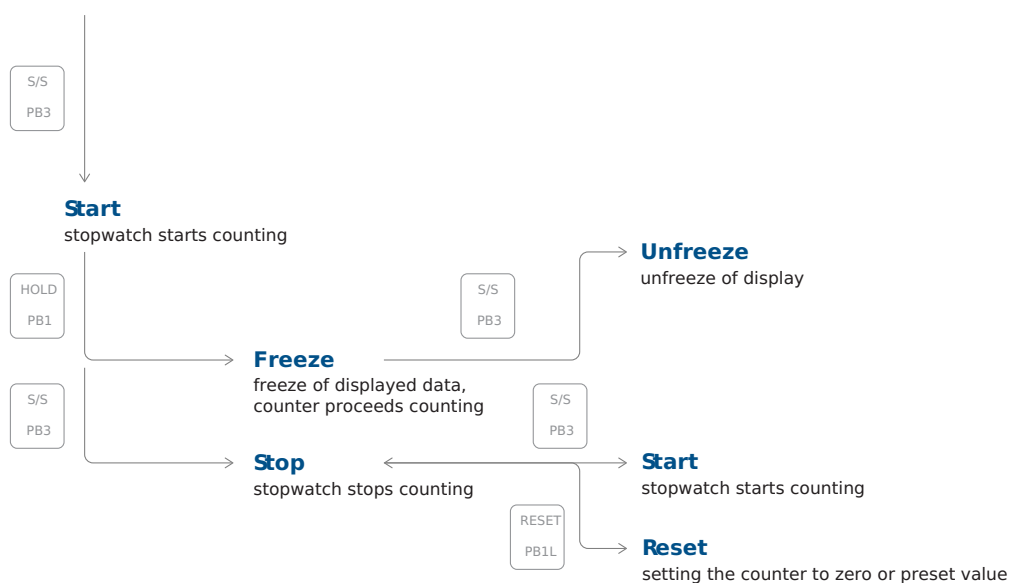 S/S
PB3
Start
stopwatch starts counting
Unfreeze
unfreeze of display
HOLD
PB1
S/S
PB3
Freeze
freeze of displayed data,
counter proceeds counting
S/S
PB3
S/S
PB3
Stop
stopwatch stops counting
Start
stopwatch starts counting
RESET
PB1L
Reset
setting the counter to zero or preset value